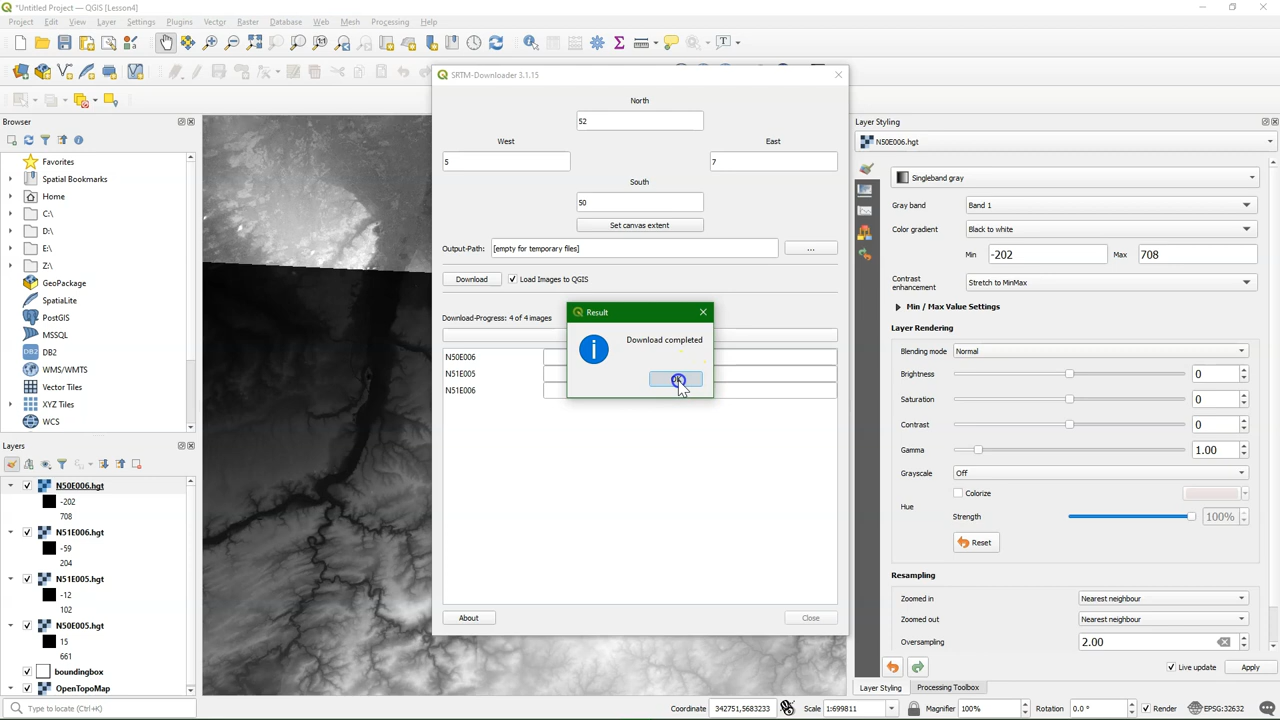 *Untitled Project — QGIS [Lesson4]
Project Edit View Layer Settings Plugins Vector Raster Database Web Mesh Processing Help
Browser
Favorites
Spatial Bookmarks
Home
C:\
D:\
E:\
Z:\
GeoPackage
SpatiaLite
PostGIS
MSSQL
DB2 DB2
WMS/WMTS
Vector Tiles
XYZ Tiles
WCS
Layers
N50E006.hgt
-202
708
N51E006.hgt
-59
204
N51E005.hgt
-12
102
N50E005.hgt
15
661
boundingbox
OpenTopoMap
SRTM-Downloader 3.1.15
North
52
West East
5 7
South
50
Set canvas extent
Output-Path: [empty for temporary files] ...
Download Load Images to QGIS
Download-Progress: 4 of 4 images
N50E006
N51E005
N51E006
Result
Download completed
About Close
Layer Styling
N50E006.hgt
Singleband gray
Gray band Band 1
Color gradient Black to white
Min -202 Max 708
Contrast
enhancement Stretch to MinMax
Min / Max Value Settings
Layer Rendering
Blending mode Normal
Brightness 0
Saturation 0
Contrast 0
Gamma 1.00
Grayscale Off
Hue Colorize
Strength 100%
Reset
Resampling
Zoomed in Nearest neighbour
Zoomed out Nearest neighbour
Oversampling 2.00
Live update Apply
Layer Styling Processing Toolbox
Type to locate (Ctrl+K) Coordinate 342751,5683233 Scale 1:699811 Magnifier 100% Rotation 0.0 ° Render EPSG:32632